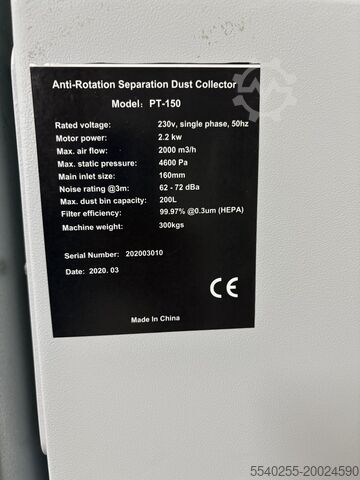 Anti-Rotation Separation Dust Collector
Model: PT-150
Rated voltage: 230v, single phase, 50hz
Motor power: 2.2 kw
Max. air flow: 2000 m3/h
Max. static pressure: 4600 Pa
Main inlet size: 160mm
Noise rating @3m: 62 - 72 dBa
Max. dust bin capacity: 200L
Filter efficiency: 99.97% @0.3um (HEPA)
Machine weight: 300kgs
Serial Number: 202003010
Date: 2020. 03
CE
Made In China
5540255-20024590